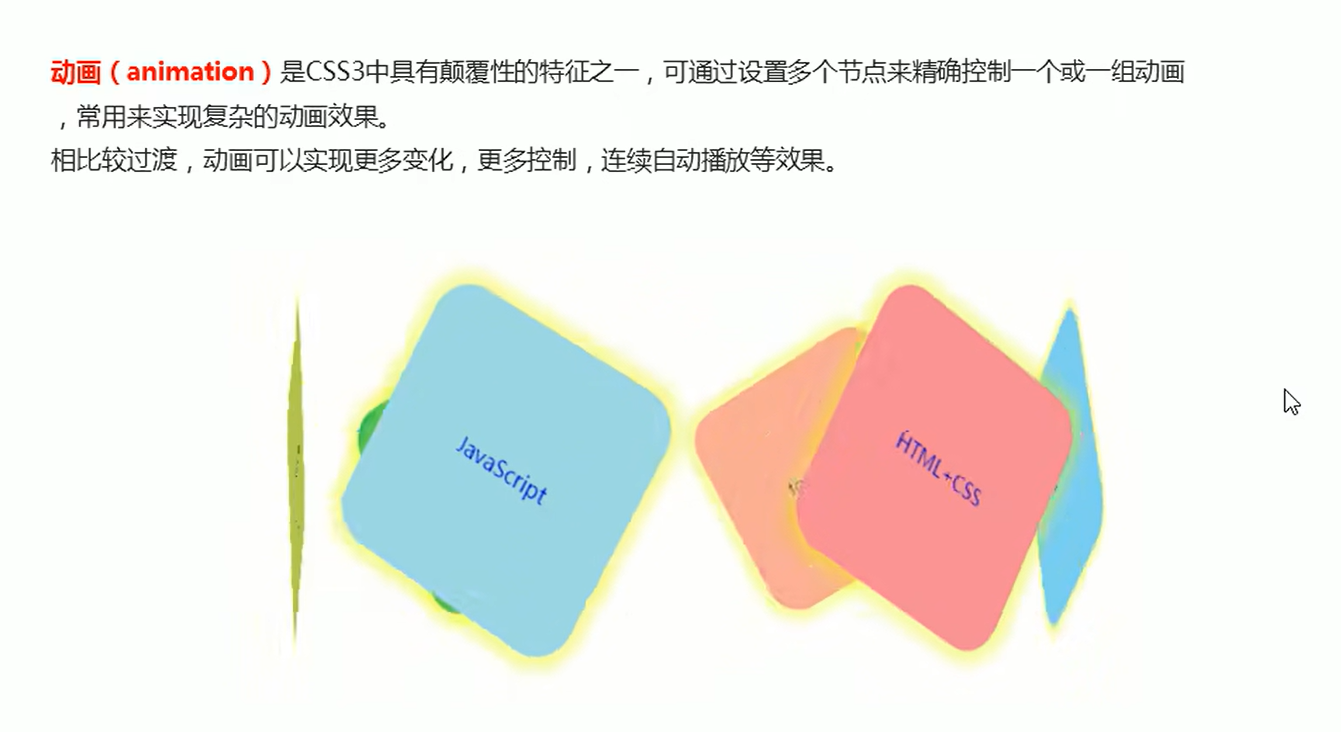 动画（animation）是CSS3中具有颠覆性的特征之一，可通过设置多个节点来精确控制一个或一组动画
，常用来实现复杂的动画效果。
相比较过渡，动画可以实现更多变化，更多控制，连续自动播放等效果。
JavaScript
HTML+CSS